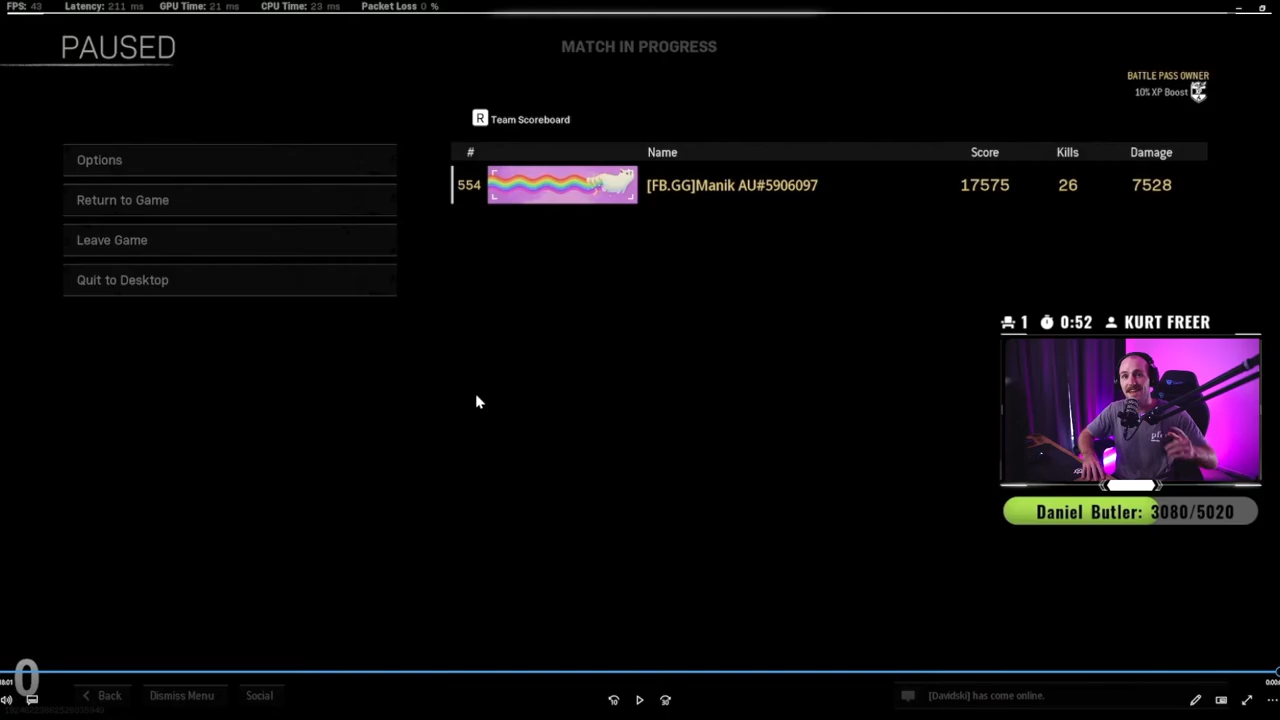 FPS: 43 Latency: 211 ms GPU Time: 21 ms CPU Time: 23 ms Packet Loss 0 %
PAUSED
MATCH IN PROGRESS
BATTLE PASS OWNER
10% XP Boost
R Team Scoreboard
# Name Score Kills Damage
554 [FB.GG]Manik AU#5906097 17575 26 7528
Options
Return to Game
Leave Game
Quit to Desktop
1 0:52 KURT FREER
Daniel Butler: 3080/5020
0
Back Dismiss Menu Social
[Davidski] has come online.
10
30